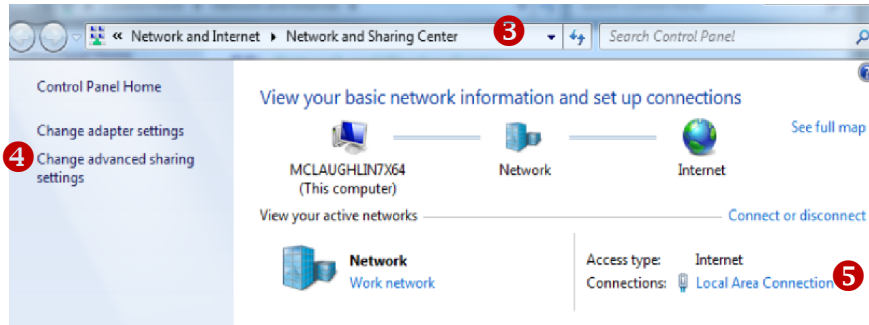 « Network and Internet ▸ Network and Sharing Center
3
Search Control Panel
Control Panel Home
Change adapter settings
4
Change advanced sharing
settings
View your basic network information and set up connections
See full map
MCLAUGHLIN7X64
(This computer)
Network
Internet
View your active networks
Connect or disconnect
Network
Work network
Access type: Internet
Connections: Local Area Connection
5